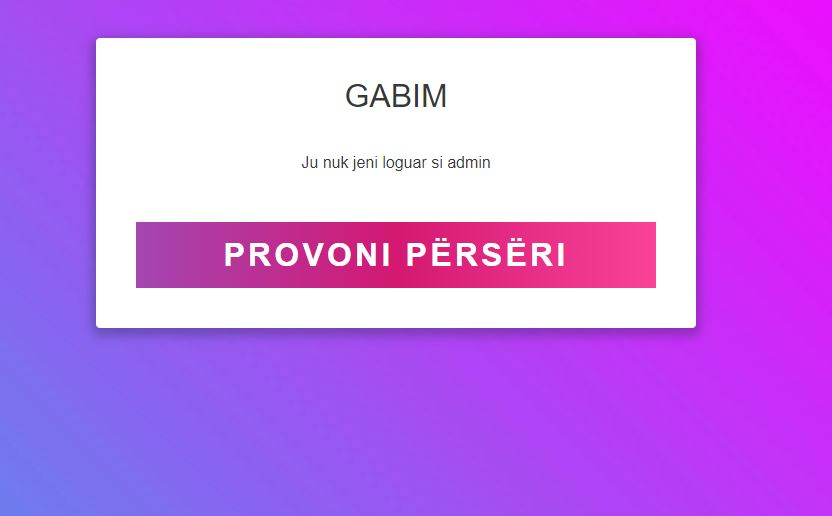 GABIM
Ju nuk jeni loguar si admin
PROVONI PËRSËRI